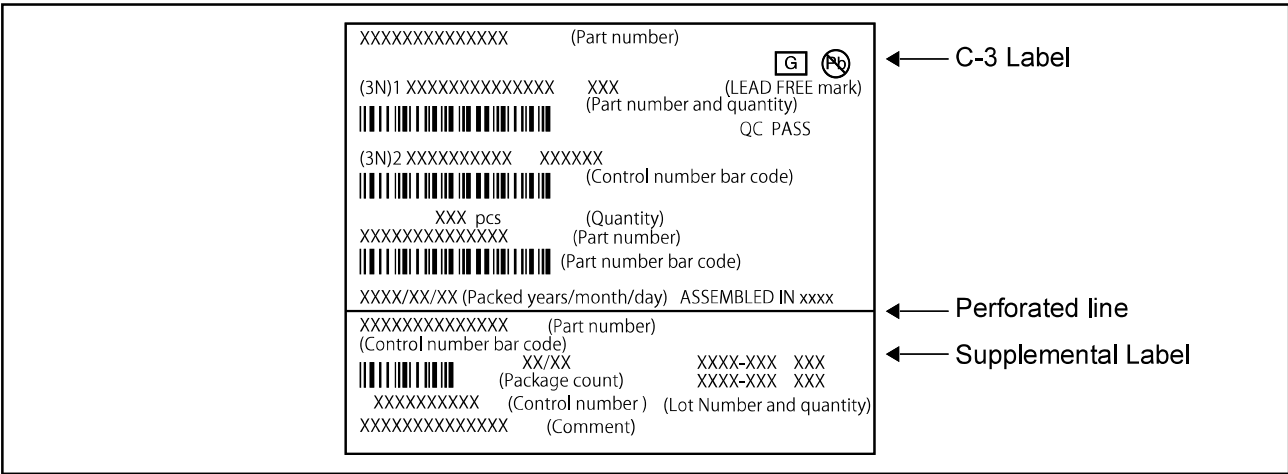 XXXXXXXXXXXXXX (Part number)
G Pb
C-3 Label
(3N)1 XXXXXXXXXXXXXX XXX (LEAD FREE mark)
(Part number and quantity)
QC PASS
(3N)2 XXXXXXXXXX XXXXXX
(Control number bar code)
XXX pcs (Quantity)
XXXXXXXXXXXXXX (Part number)
(Part number bar code)
XXXX/XX/XX (Packed years/month/day) ASSEMBLED IN xxxx
Perforated line
XXXXXXXXXXXXXX (Part number)
(Control number bar code)
Supplemental Label
XX/XX XXXX-XXX XXX
(Package count) XXXX-XXX XXX
XXXXXXXXXX (Control number ) (Lot Number and quantity)
XXXXXXXXXXXXXX (Comment)